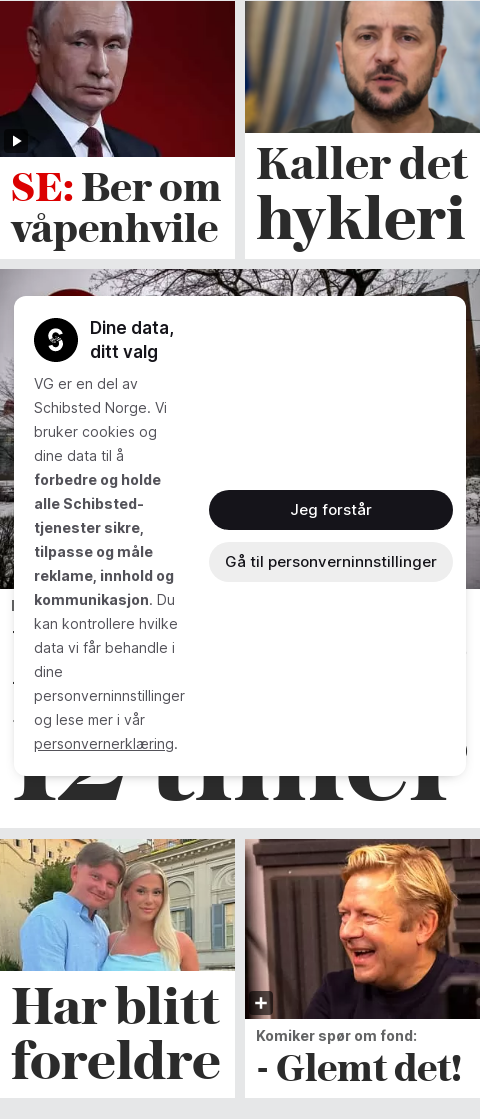 SE: Ber om
våpenhvile
Kaller det
hykleri
Dine data,
ditt valg
VG er en del av
Schibsted Norge. Vi
bruker cookies og
dine data til å
forbedre og holde
alle Schibsted-
tjenester sikre,
tilpasse og måle
reklame, innhold og
kommunikasjon. Du
kan kontrollere hvilke
data vi får behandle i
dine
personverninnstillinger
og lese mer i vår
personvernerklæring.
Jeg forstår
Gå til personverninnstillinger
12 timer
Har blitt
foreldre
Komiker spør om fond:
- Glemt det!